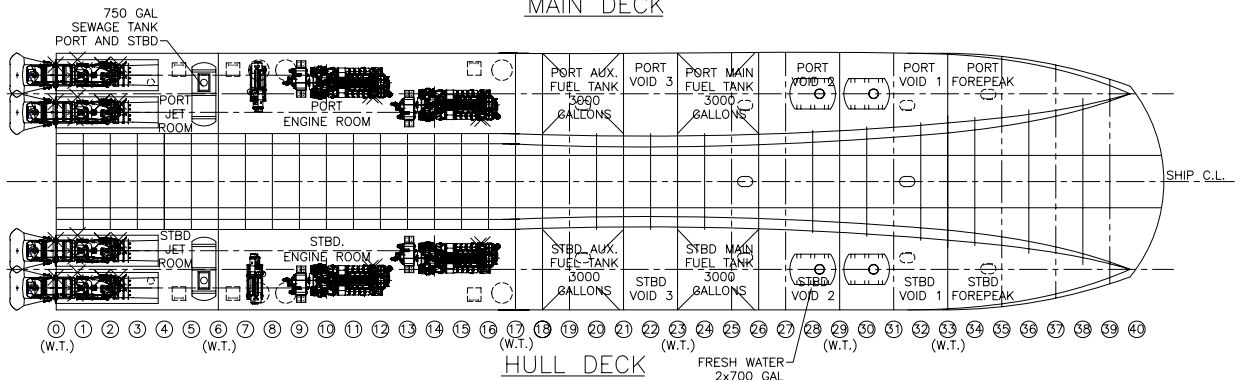 MAIN DECK
750 GAL
SEWAGE TANK
PORT AND STBD
PORT
JET
ROOM
PORT
ENGINE ROOM
PORT AUX.
FUEL TANK
3000
GALLONS
PORT
VOID 3
PORT MAIN
FUEL TANK
3000
GALLONS
PORT
VOID 2
PORT
VOID 1
PORT
FOREPEAK
SHIP C.L.
STBD
JET
ROOM
STBD.
ENGINE ROOM
STBD AUX.
FUEL TANK
3000
GALLONS
STBD
VOID 3
STBD MAIN
FUEL TANK
3000
GALLONS
STBD
VOID 2
STBD
VOID 1
STBD
FOREPEAK
0 1 2 3 4 5 6 7 8 9 10 11 12 13 14 15 16 17 18 19 20 21 22 23 24 25 26 27 28 29 30 31 32 33 34 35 36 37 38 39 40
(W.T.) (W.T.) (W.T.) (W.T.) (W.T.) (W.T.)
HULL DECK
FRESH WATER
2x700 GAL